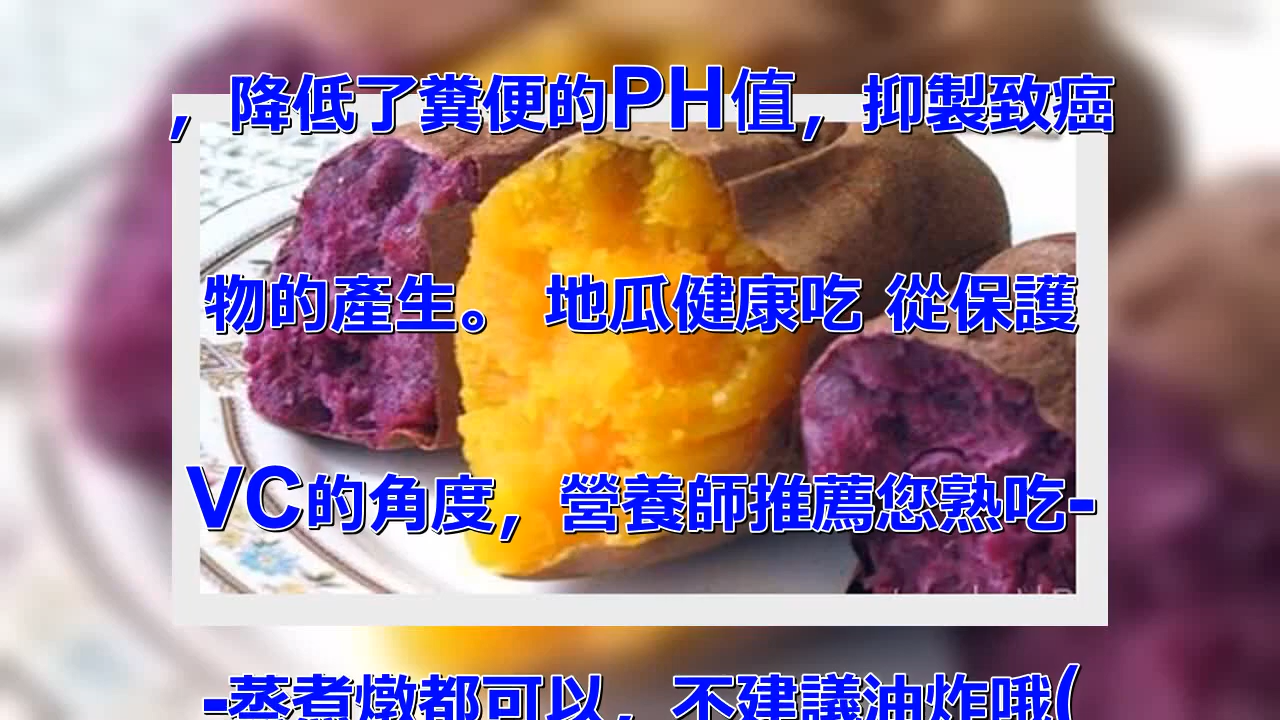 ，降低了糞便的PH值，抑製致癌
物的產生。 地瓜健康吃 從保護
VC的角度，營養師推薦您熟吃-
-蒸煮燉都可以，不建議油炸哦(